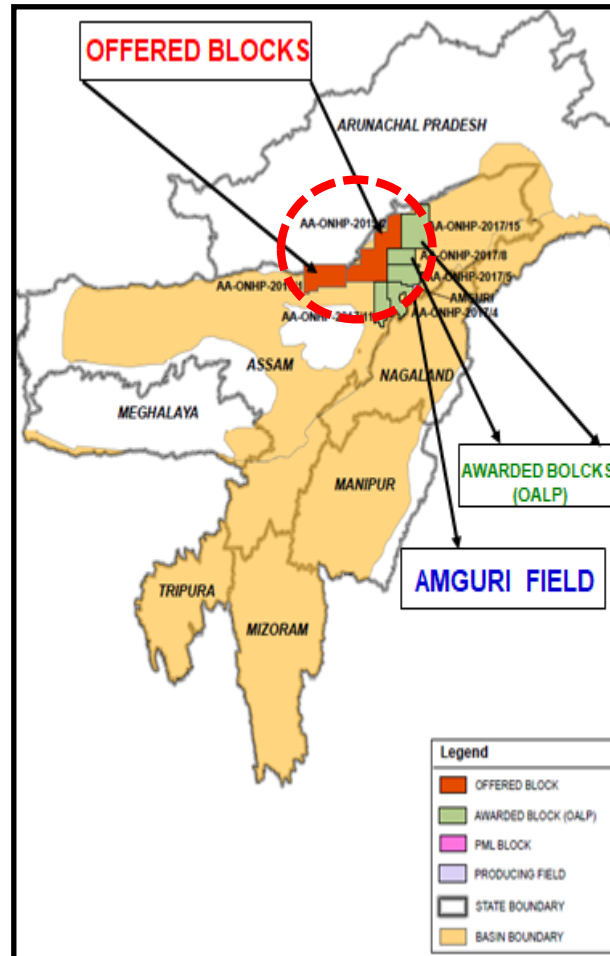 OFFERED BLOCKS
ARUNACHAL PRADESH
AA-ONHP-2017/15
AA-ONHP-2017/8
AA-ONHP-2017/5
AMGURI
AA-ONHP-2017/4
ASSAM
NAGALAND
MEGHALAYA
AWARDED BOLCKS
(OALP)
MANIPUR
AMGURI FIELD
TRIPURA
MIZORAM
Legend
OFFERED BLOCK
AWARDED BLOCK (OALP)
PML BLOCK
PRODUCING FIELD
STATE BOUNDARY
BASIN BOUNDARY